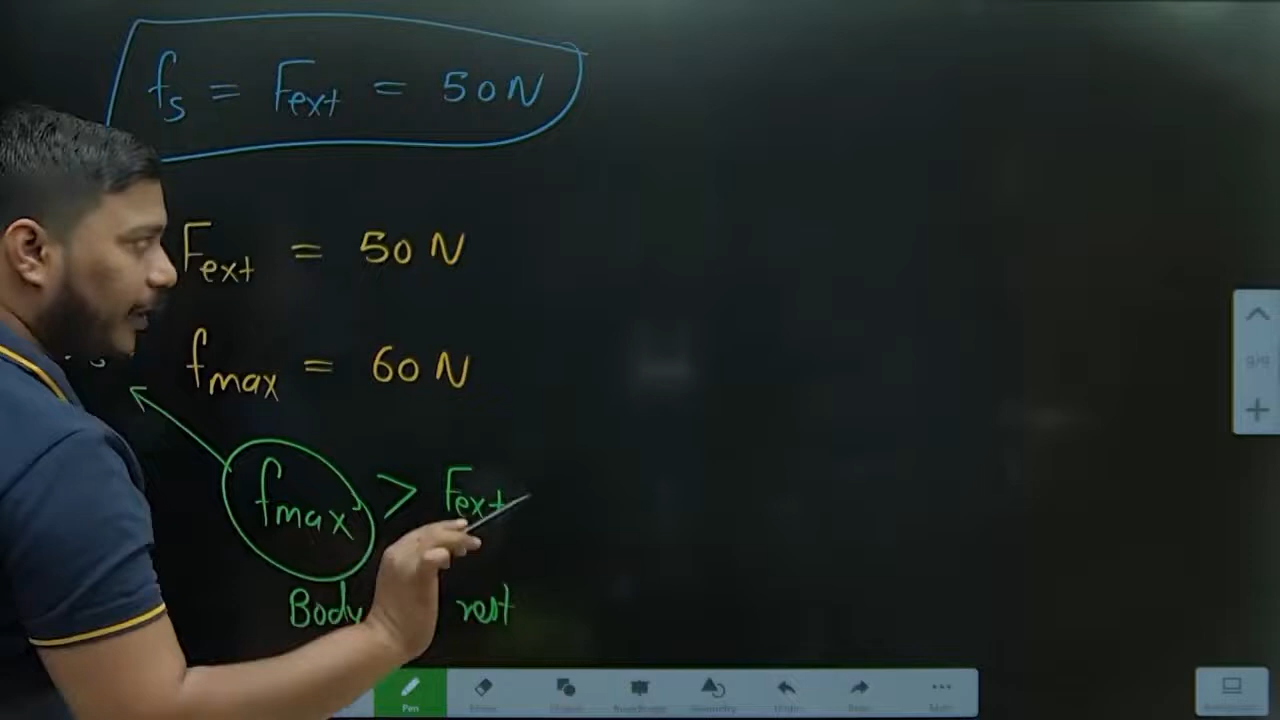 fs = Fext = 50N
Fext = 50 N
fmax = 60 N
fmax > Fext
Body rest
Pen